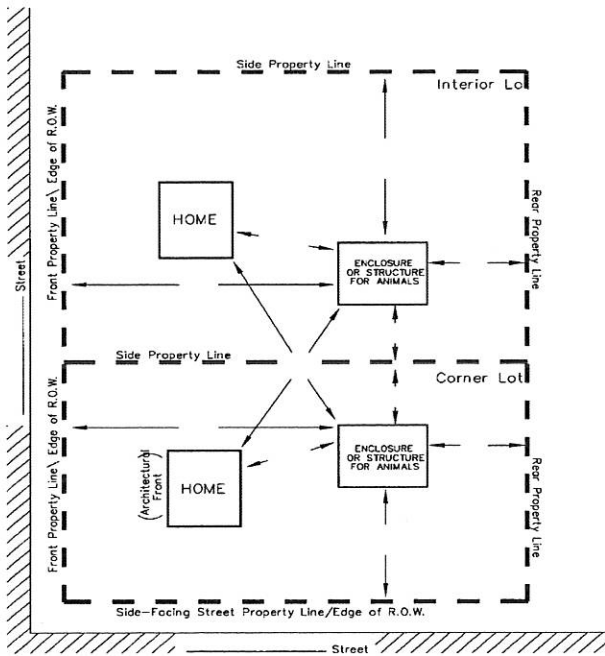 Side Property Line
Interior Lo
Front Property Line\ Edge of R.O.W.
HOME
Rear Property Line
ENCLOSURE
OR STRUCTURE
FOR ANIMALS
Street
Side Property Line
Corner Lot
Front Property Line\ Edge of R.O.W.
(Architectural
Front)
HOME
ENCLOSURE
OR STRUCTURE
FOR ANIMALS
Rear Property Line
Side-Facing Street Property Line/Edge of R.O.W.
Street